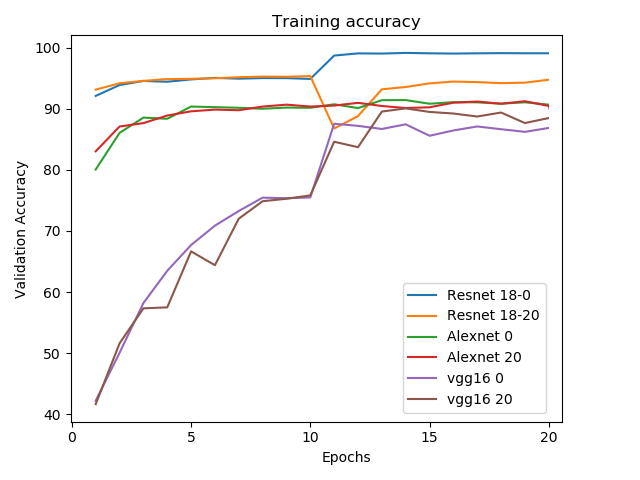 Training accuracy
Validation Accuracy
100
90
80
70
60
50
40
0
5
10
15
20
Epochs
Resnet 18-0
Resnet 18-20
Alexnet 0
Alexnet 20
vgg16 0
vgg16 20